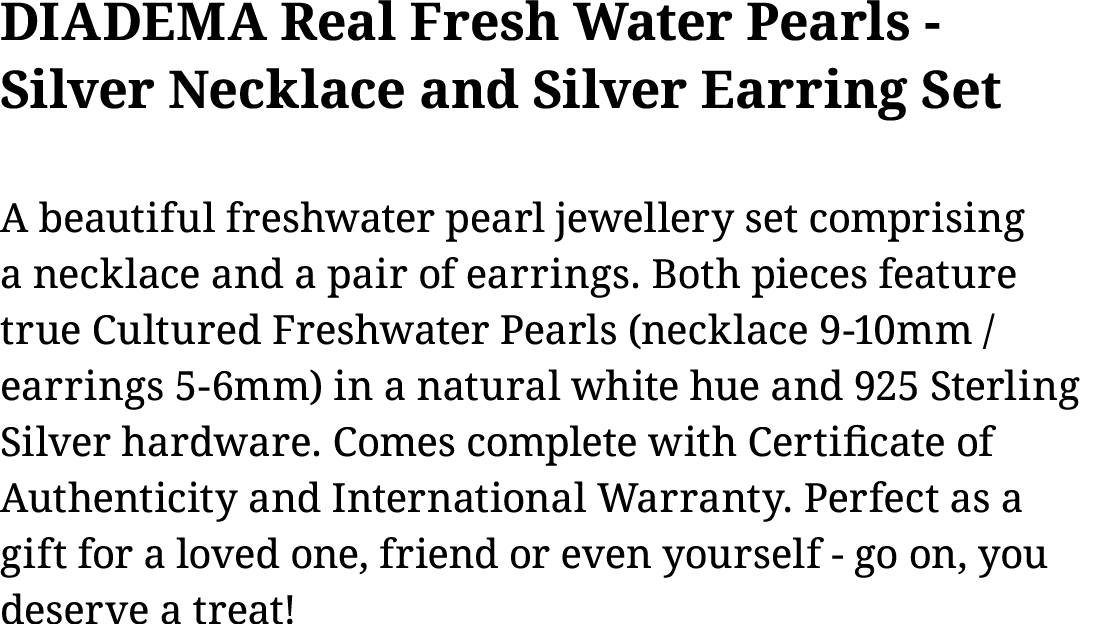 DIADEMA Real Fresh Water Pearls -
Silver Necklace and Silver Earring Set
A beautiful freshwater pearl jewellery set comprising
a necklace and a pair of earrings. Both pieces feature
true Cultured Freshwater Pearls (necklace 9-10mm /
earrings 5-6mm) in a natural white hue and 925 Sterling
Silver hardware. Comes complete with Certificate of
Authenticity and International Warranty. Perfect as a
gift for a loved one, friend or even yourself - go on, you
deserve a treat!